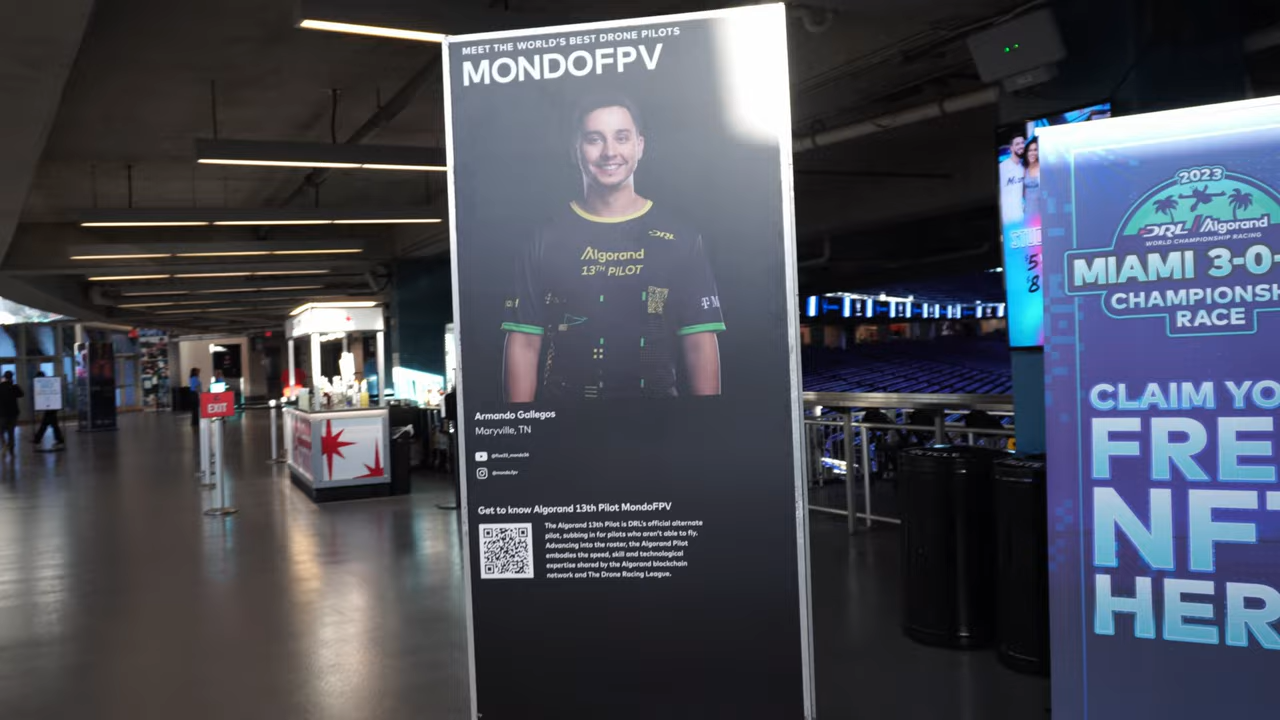 MEET THE WORLD'S BEST DRONE PILOTS
MONDOFPV
DRL
Algorand
13TH PILOT
Armando Gallegos
Maryville, TN
@mondo.fpv
Get to know Algorand 13th Pilot MondoFPV
The Algorand 13th Pilot is DRL's official alternate
pilot, subbing in for pilots who aren't able to fly.
Advancing into the roster, the Algorand Pilot
embodies the speed, skill and technological
expertise shared by the Algorand blockchain
network and The Drone Racing League.
EXIT
2023
DRL Algorand
WORLD CHAMPIONSHIP RACING
MIAMI 3-0-
CHAMPIONSH
RACE
CLAIM YO
FRE
NFT
HER